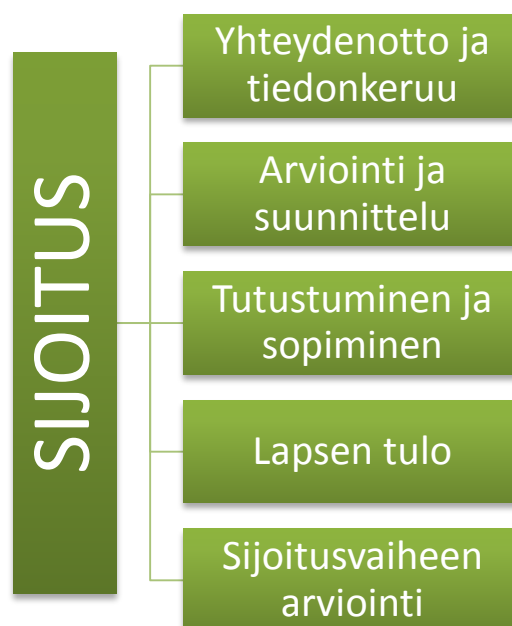 SIJOITUS
Yhteydenotto ja
tiedonkeruu
Arviointi ja
suunnittelu
Tutustuminen ja
sopiminen
Lapsen tulo
Sijoitusvaiheen
arviointi